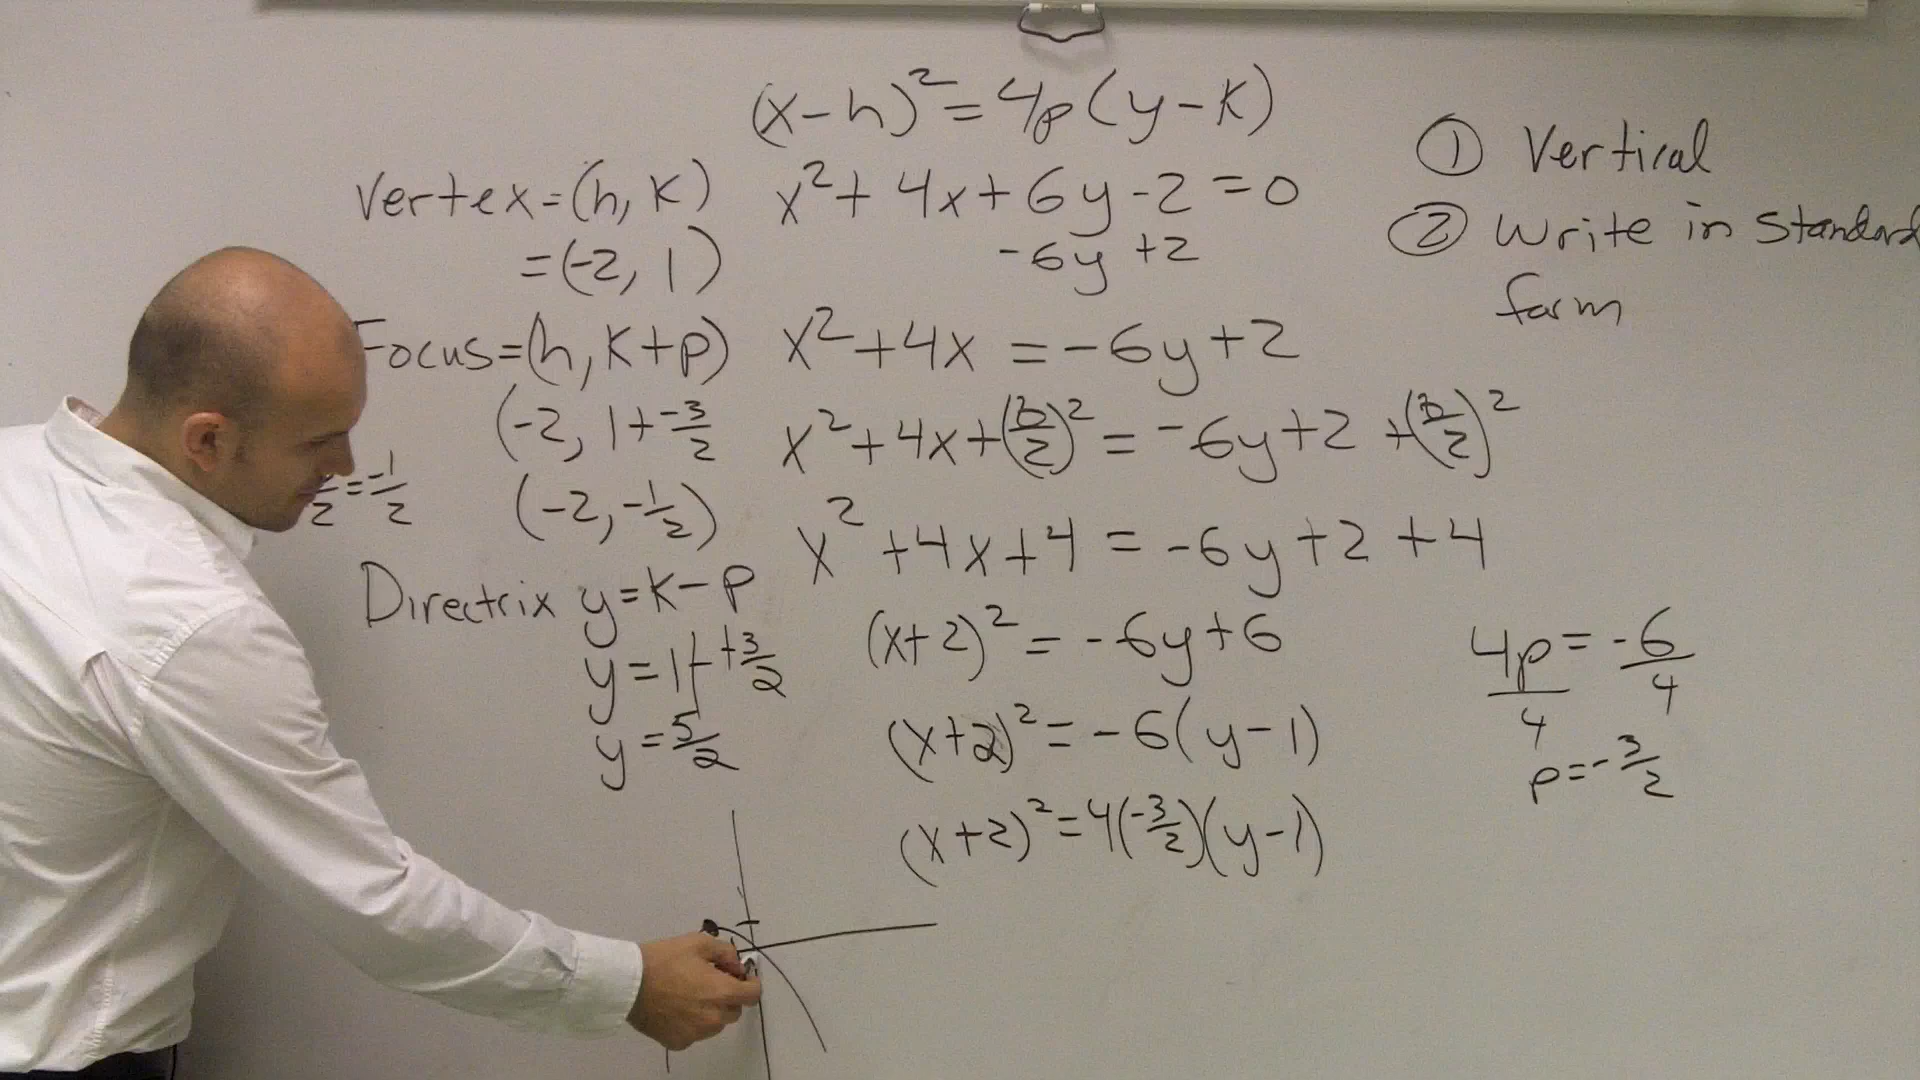 (x-h)² = 4p(y-k)
Vertex = (h, k)
= (-2, 1)
Focus = (h, k+p)
(-2, 1 + -3/2
(-2, -1/2)
= -1/2
Directrix y = k - p
y = 1 + +3/2
y = 5/2
x² + 4x + 6y - 2 = 0
-6y +2
x² + 4x = -6y + 2
x² + 4x + (b/2)² = -6y + 2 + (b/2)²
x² + 4x + 4 = -6y + 2 + 4
(x+2)² = -6y + 6
(x+2)² = -6(y-1)
(x+2)² = 4(-3/2)(y-1)
① Vertical
② Write in Standard
form
4p/4 = -6/4
p = -3/2